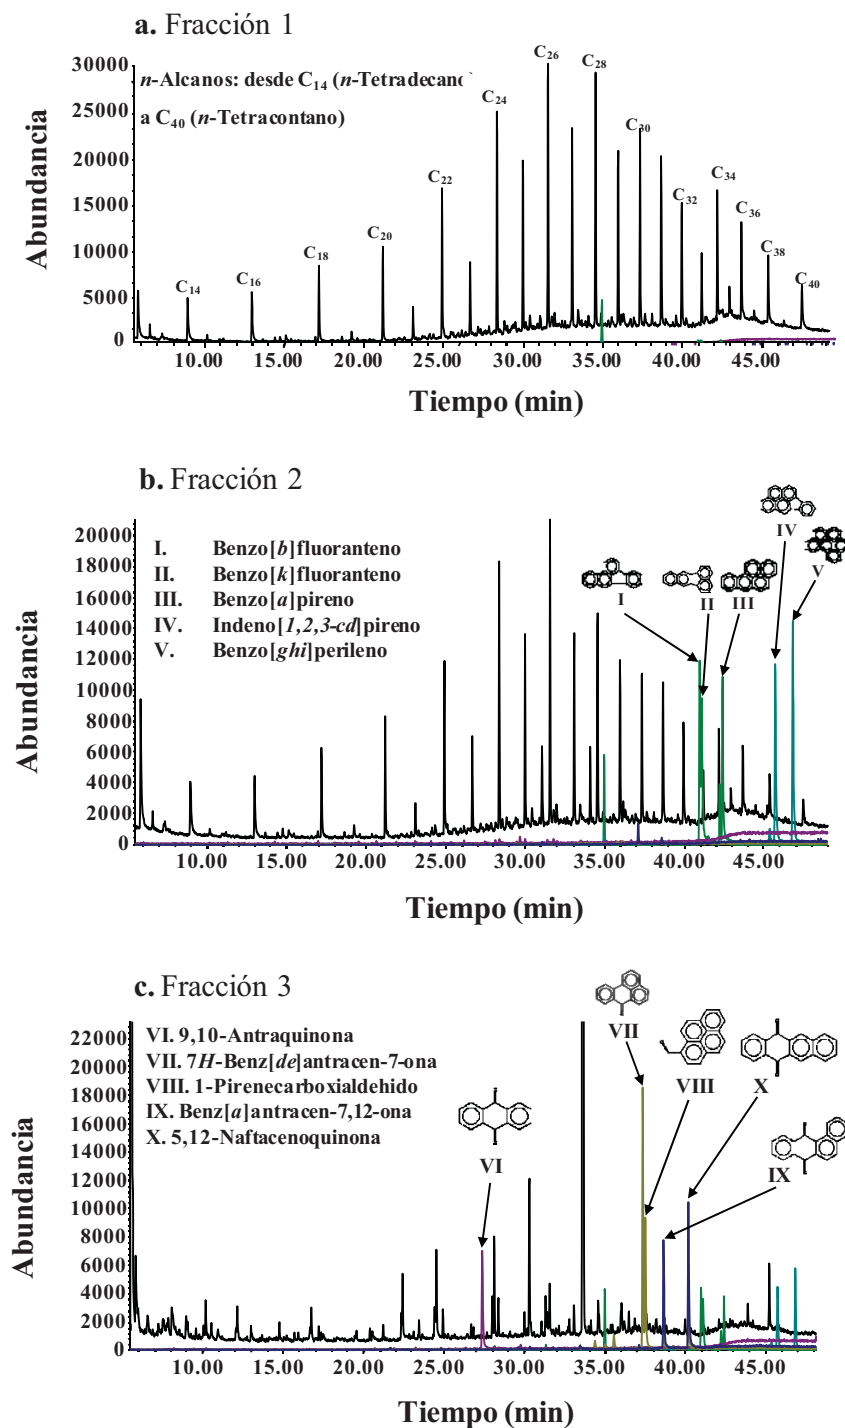 a. Fracción 1
n-Alcanos: desde C14 (n-Tetradecano
a C40 (n-Tetracontano)
C14
C16
C18
C20
C22
C24
C26
C28
C30
C32
C34
C36
C38
C40
Abundancia
30000
25000
20000
15000
10000
5000
0
10.00 15.00 20.00 25.00 30.00 35.00 40.00 45.00
Tiempo (min)
b. Fracción 2
I. Benzo[b]fluoranteno
II. Benzo[k]fluoranteno
III. Benzo[a]pireno
IV. Indeno[1,2,3-cd]pireno
V. Benzo[ghi]perileno
I
II
III
IV
V
Abundancia
20000
18000
16000
14000
12000
10000
8000
6000
4000
2000
0
10.00 15.00 20.00 25.00 30.00 35.00 40.00 45.00
Tiempo (min)
c. Fracción 3
VI. 9,10-Antraquinona
VII. 7H-Benz[de]antracen-7-ona
VIII. 1-Pirenecarboxialdehido
IX. Benz[a]antracen-7,12-ona
X. 5,12-Naftacenoquinona
VI
VII
VIII
X
IX
Abundancia
22000
20000
18000
16000
14000
12000
10000
8000
6000
4000
2000
0
10.00 15.00 20.00 25.00 30.00 35.00 40.00 45.00
Tiempo (min)